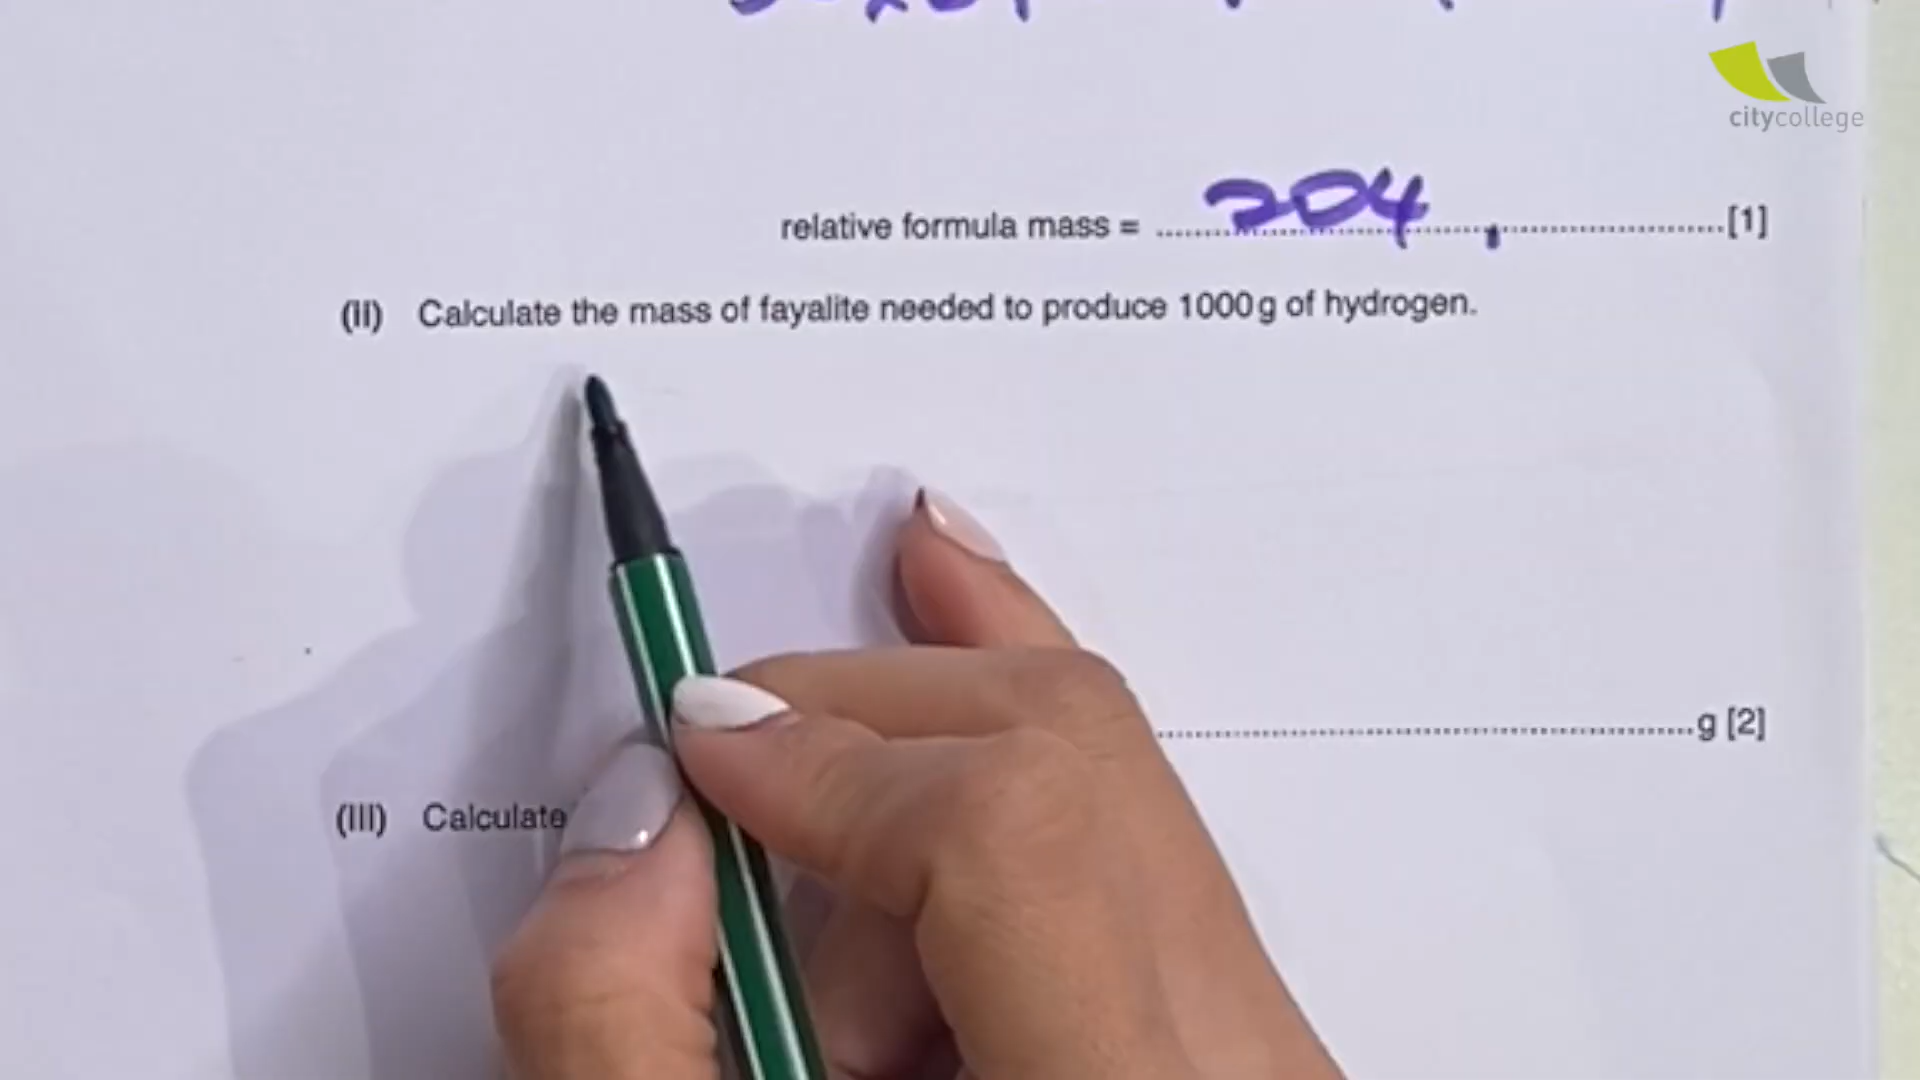 citycollege
relative formula mass = 204 [1]
(ii) Calculate the mass of fayalite needed to produce 1000 g of hydrogen.
g [2]
(iii) Calculate